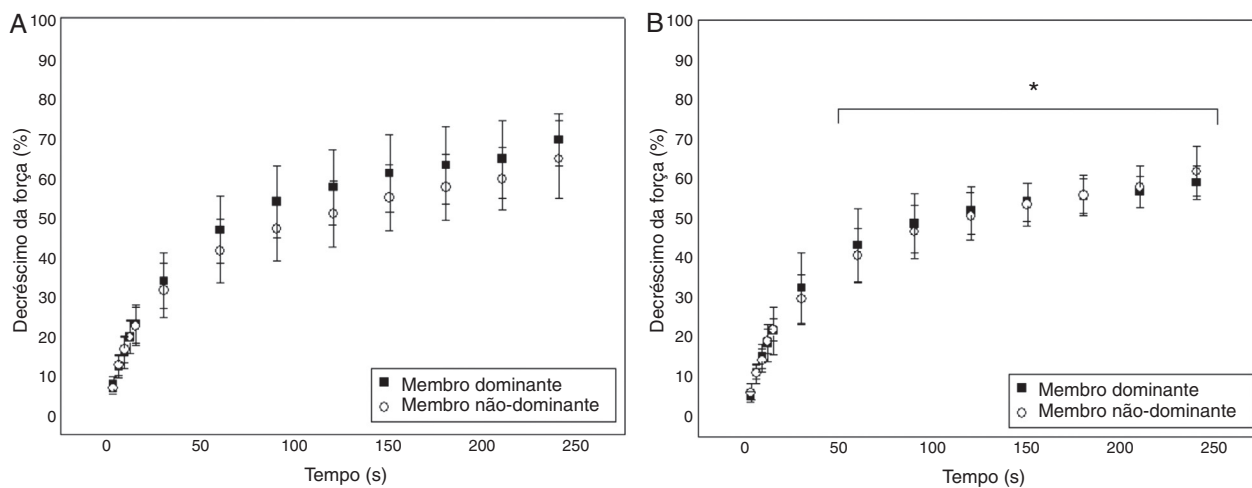 A
100
90
80
70
60
50
40
30
20
10
0
Decréscimo da força (%)
0 50 100 150 200 250
Tempo (s)
Membro dominante
Membro não-dominante
B
100
90
80
70
60
50
40
30
20
10
0
Decréscimo da força (%)
*
0 50 100 150 200 250
Tempo (s)
Membro dominante
Membro não-dominante